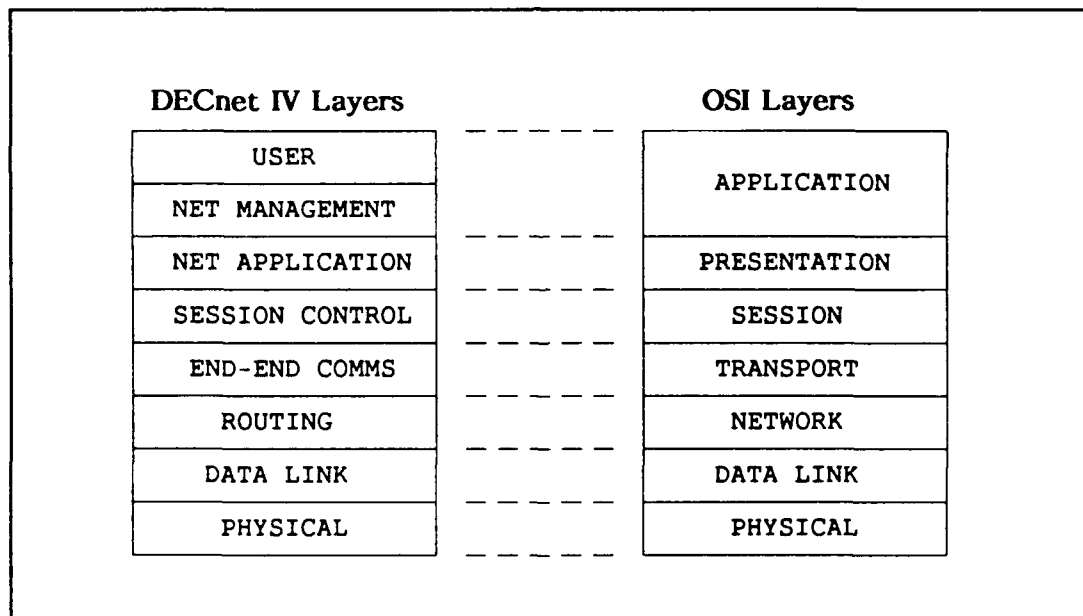 DECnet IV Layers
USER
NET MANAGEMENT
NET APPLICATION
SESSION CONTROL
END-END COMMS
ROUTING
DATA LINK
PHYSICAL
OSI Layers
APPLICATION
PRESENTATION
SESSION
TRANSPORT
NETWORK
DATA LINK
PHYSICAL